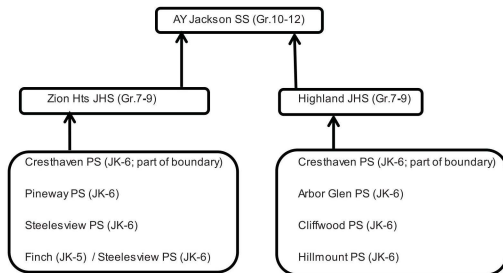 AY Jackson SS (Gr.10-12)
Zion Hts JHS (Gr.7-9)
Highland JHS (Gr.7-9)
Cresthaven PS (JK-6; part of boundary)
Pineway PS (JK-6)
Steelesview PS (JK-6)
Finch (JK-5) / Steelesview PS (JK-6)
Cresthaven PS (JK-6; part of boundary)
Arbor Glen PS (JK-6)
Cliffwood PS (JK-6)
Hillmount PS (JK-6)